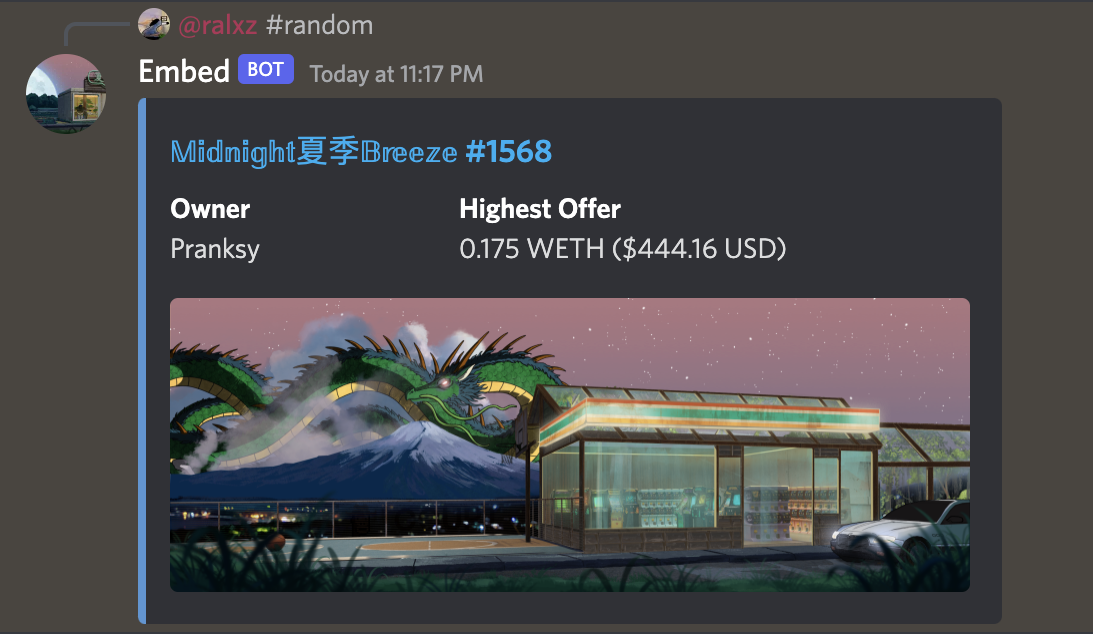 @ralxz #random
Embed BOT Today at 11:17 PM
𝕄𝕚𝕕𝕟𝕚𝕘𝕙𝕥夏季𝔹𝕣𝕖𝕖𝕫𝕖 #1568
Owner Highest Offer
Pranksy 0.175 WETH ($444.16 USD)